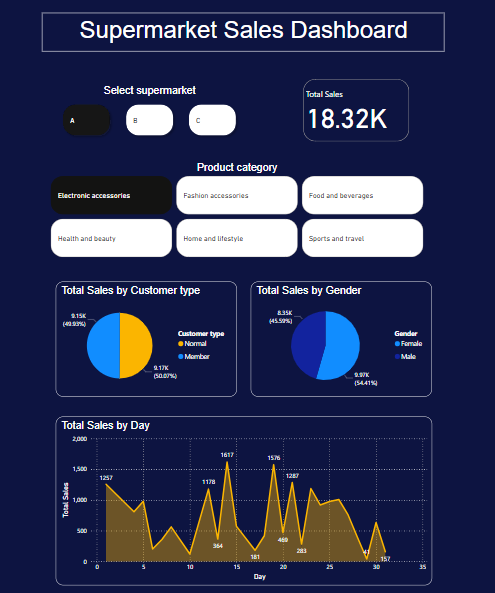 Supermarket Sales Dashboard
Select supermarket
A B C
Total Sales
18.32K
Product category
Electronic accessories Fashion accessories Food and beverages
Health and beauty Home and lifestyle Sports and travel
Total Sales by Customer type
9.15K
(49.93%)
9.17K
(50.07%)
Customer type
Normal
Member
Total Sales by Gender
8.35K
(45.59%)
9.97K
(54.41%)
Gender
Female
Male
Total Sales by Day
Total Sales
2,000
1,500
1,000
500
0
1257 1178 364 1617 181 1576 469 1287 283 41 157
0 5 10 15 20 25 30 35
Day